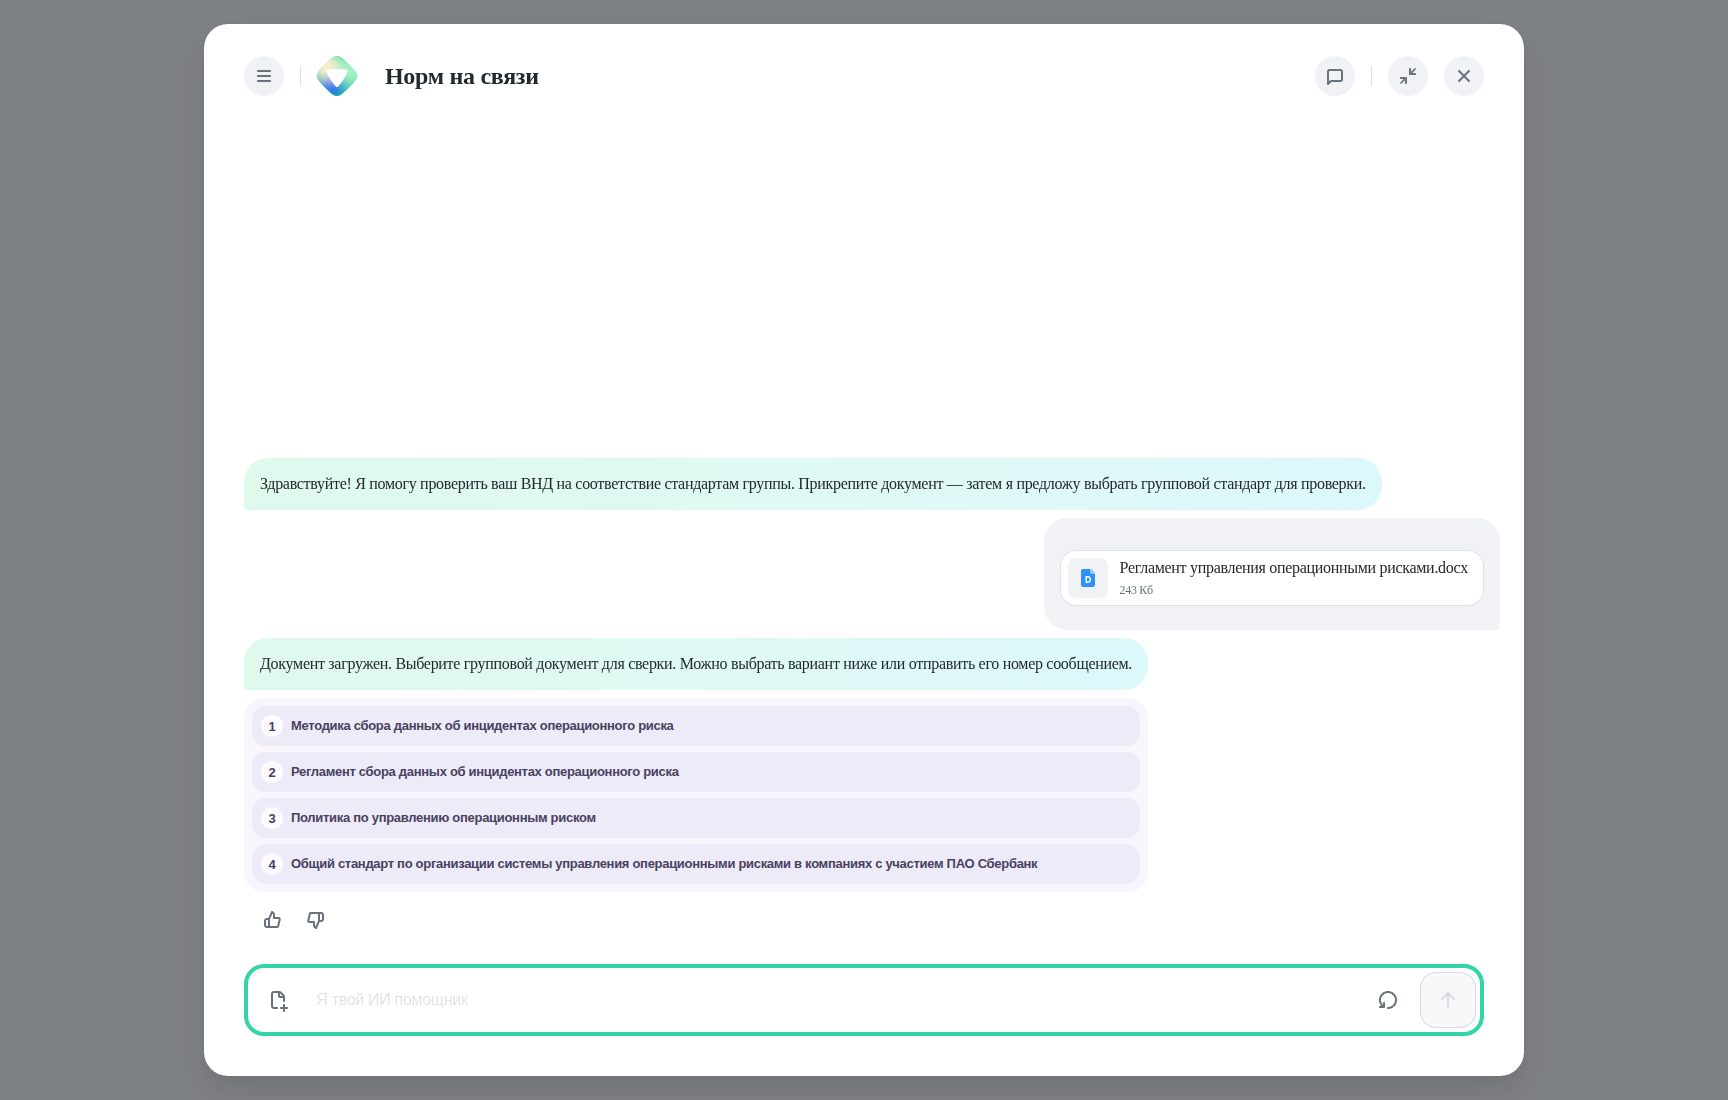 Норм на связи
Здравствуйте! Я помогу проверить ваш ВНД на соответствие стандартам группы. Прикрепите документ — затем я предложу выбрать групповой стандарт для проверки.
D
Регламент управления операционными рисками.docx
243 Кб
Документ загружен. Выберите групповой документ для сверки. Можно выбрать вариант ниже или отправить его номер сообщением.
1 Методика сбора данных об инцидентах операционного риска
2 Регламент сбора данных об инцидентах операционного риска
3 Политика по управлению операционным риском
4 Общий стандарт по организации системы управления операционными рисками в компаниях с участием ПАО Сбербанк
Я твой ИИ помощник